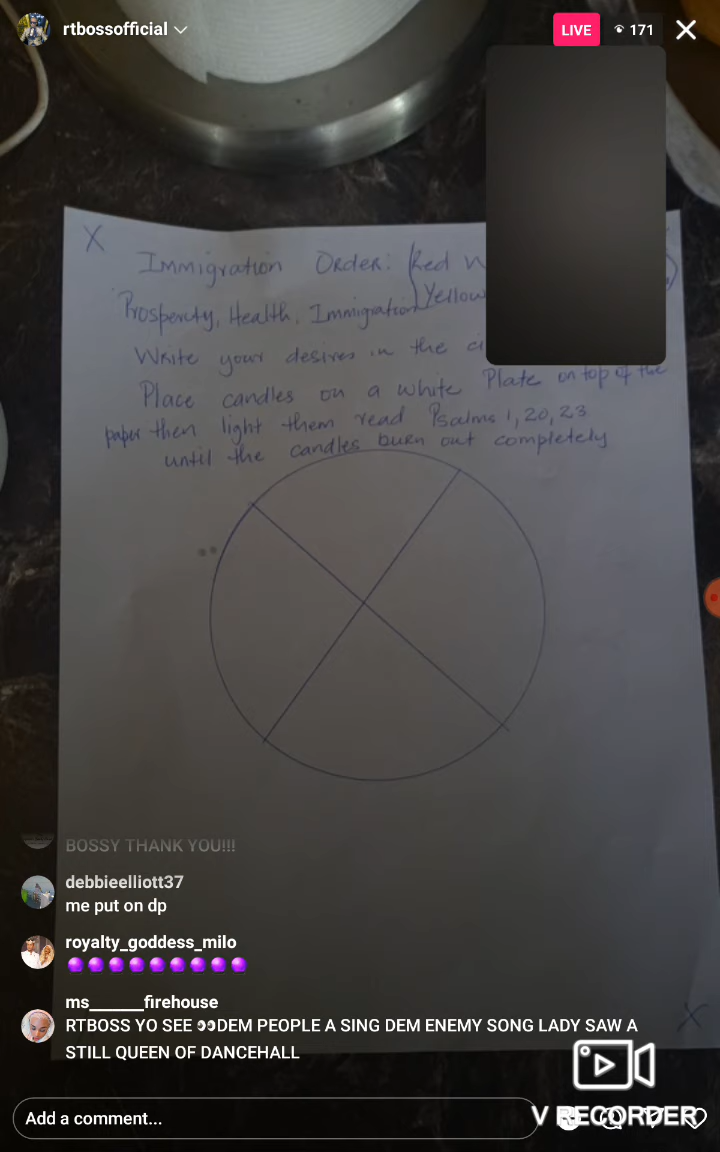 rtbossofficial
LIVE
171
X
Immigration Order: (Red
Prosperity, Health, Immigration Yellow
Write your desires in the
Place candles on a white Plate on top of the
paper then light them read Psalms 1, 20, 23
until the candles burn out completely
BOSSY THANK YOU!!!
debbieelliott37
me put on dp
royalty_goddess_milo
ms______firehouse
RTBOSS YO SEE 👀DEM PEOPLE A SING DEM ENEMY SONG LADY SAW A
STILL QUEEN OF DANCEHALL
X
Add a comment...
V RECORDER